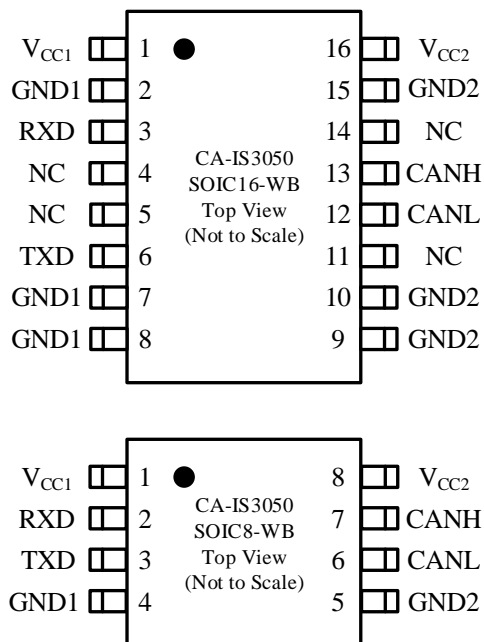 VCC1 1 16 VCC2
GND1 2 15 GND2
RXD 3 14 NC
NC 4 CA-IS3050 13 CANH
NC 5 SOIC16-WB 12 CANL
TXD 6 Top View 11 NC
GND1 7 (Not to Scale) 10 GND2
GND1 8 9 GND2
VCC1 1 CA-IS3050 8 VCC2
RXD 2 SOIC8-WB 7 CANH
TXD 3 Top View 6 CANL
GND1 4 (Not to Scale) 5 GND2